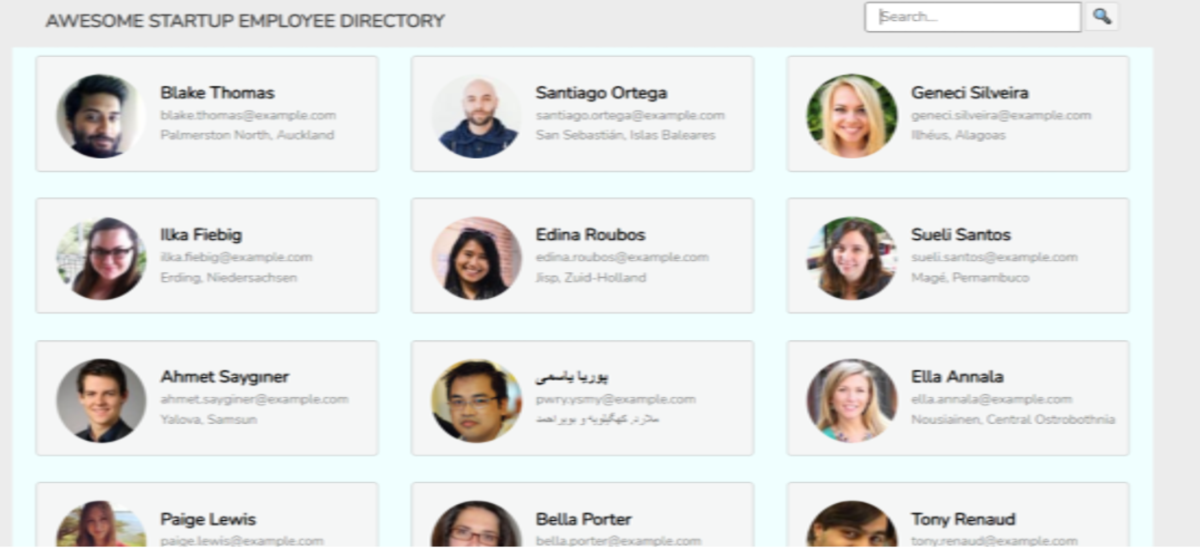 AWESOME STARTUP EMPLOYEE DIRECTORY
Search...
Blake Thomas
blake.thomas@example.com
Palmerston North, Auckland
Santiago Ortega
santiago.ortega@example.com
San Sebastián, Islas Baleares
Geneci Silveira
geneci.silveira@example.com
Ilhéus, Alagoas
Ilka Fiebig
ilka.fiebig@example.com
Erding, Niedersachsen
Edina Roubos
edina.roubos@example.com
Jisp, Zuid-Holland
Sueli Santos
sueli.santos@example.com
Magé, Pernambuco
Ahmet Saygıner
ahmet.sayginer@example.com
Yalova, Samsun
پوریا یاسمی
pwry.ysmy@example.com
ملارد, کهگیلویه و بویراحمد
Ella Annala
ella.annala@example.com
Nousiainen, Central Ostrobothnia
Paige Lewis
paige.lewis@example.com
Bella Porter
bella.porter@example.com
Tony Renaud
tony.renaud@example.com